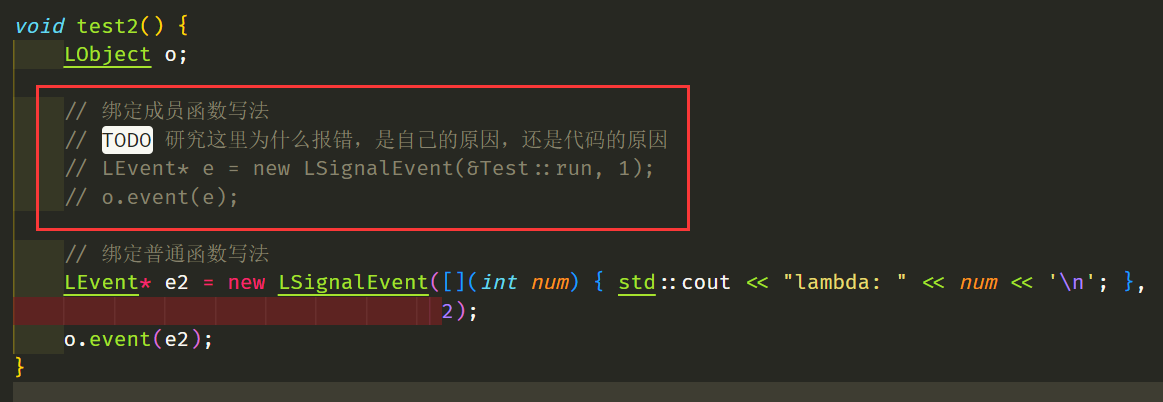 void test2() {
LObject o;
// 绑定成员函数写法
// TODO 研究这里为什么报错，是自己的原因，还是代码的原因
// LEvent* e = new LSignalEvent(&Test::run, 1);
// o.event(e);
// 绑定普通函数写法
LEvent* e2 = new LSignalEvent([](int num) { std::cout << "lambda: " << num << '\n'; },
2);
o.event(e2);
}